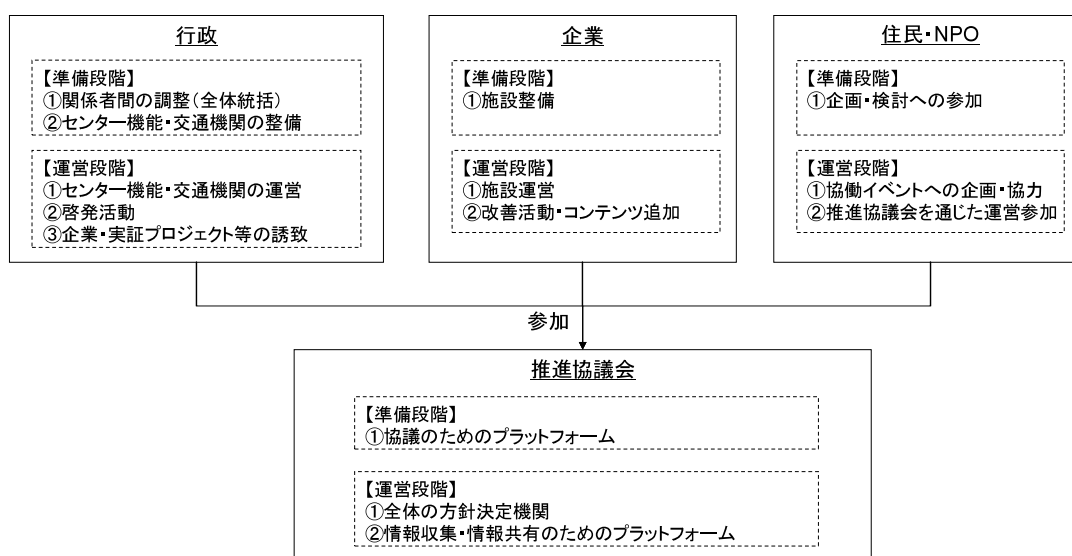 行政
【準備段階】
①関係者間の調整(全体統括)
②センター機能・交通機関の整備
【運営段階】
①センター機能・交通機関の運営
②啓発活動
③企業・実証プロジェクト等の誘致
企業
【準備段階】
①施設整備
【運営段階】
①施設運営
②改善活動・コンテンツ追加
住民・NPO
【準備段階】
①企画・検討への参加
【運営段階】
①協働イベントへの企画・協力
②推進協議会を通じた運営参加
参加
推進協議会
【準備段階】
①協議のためのプラットフォーム
【運営段階】
①全体の方針決定機関
②情報収集・情報共有のためのプラットフォーム